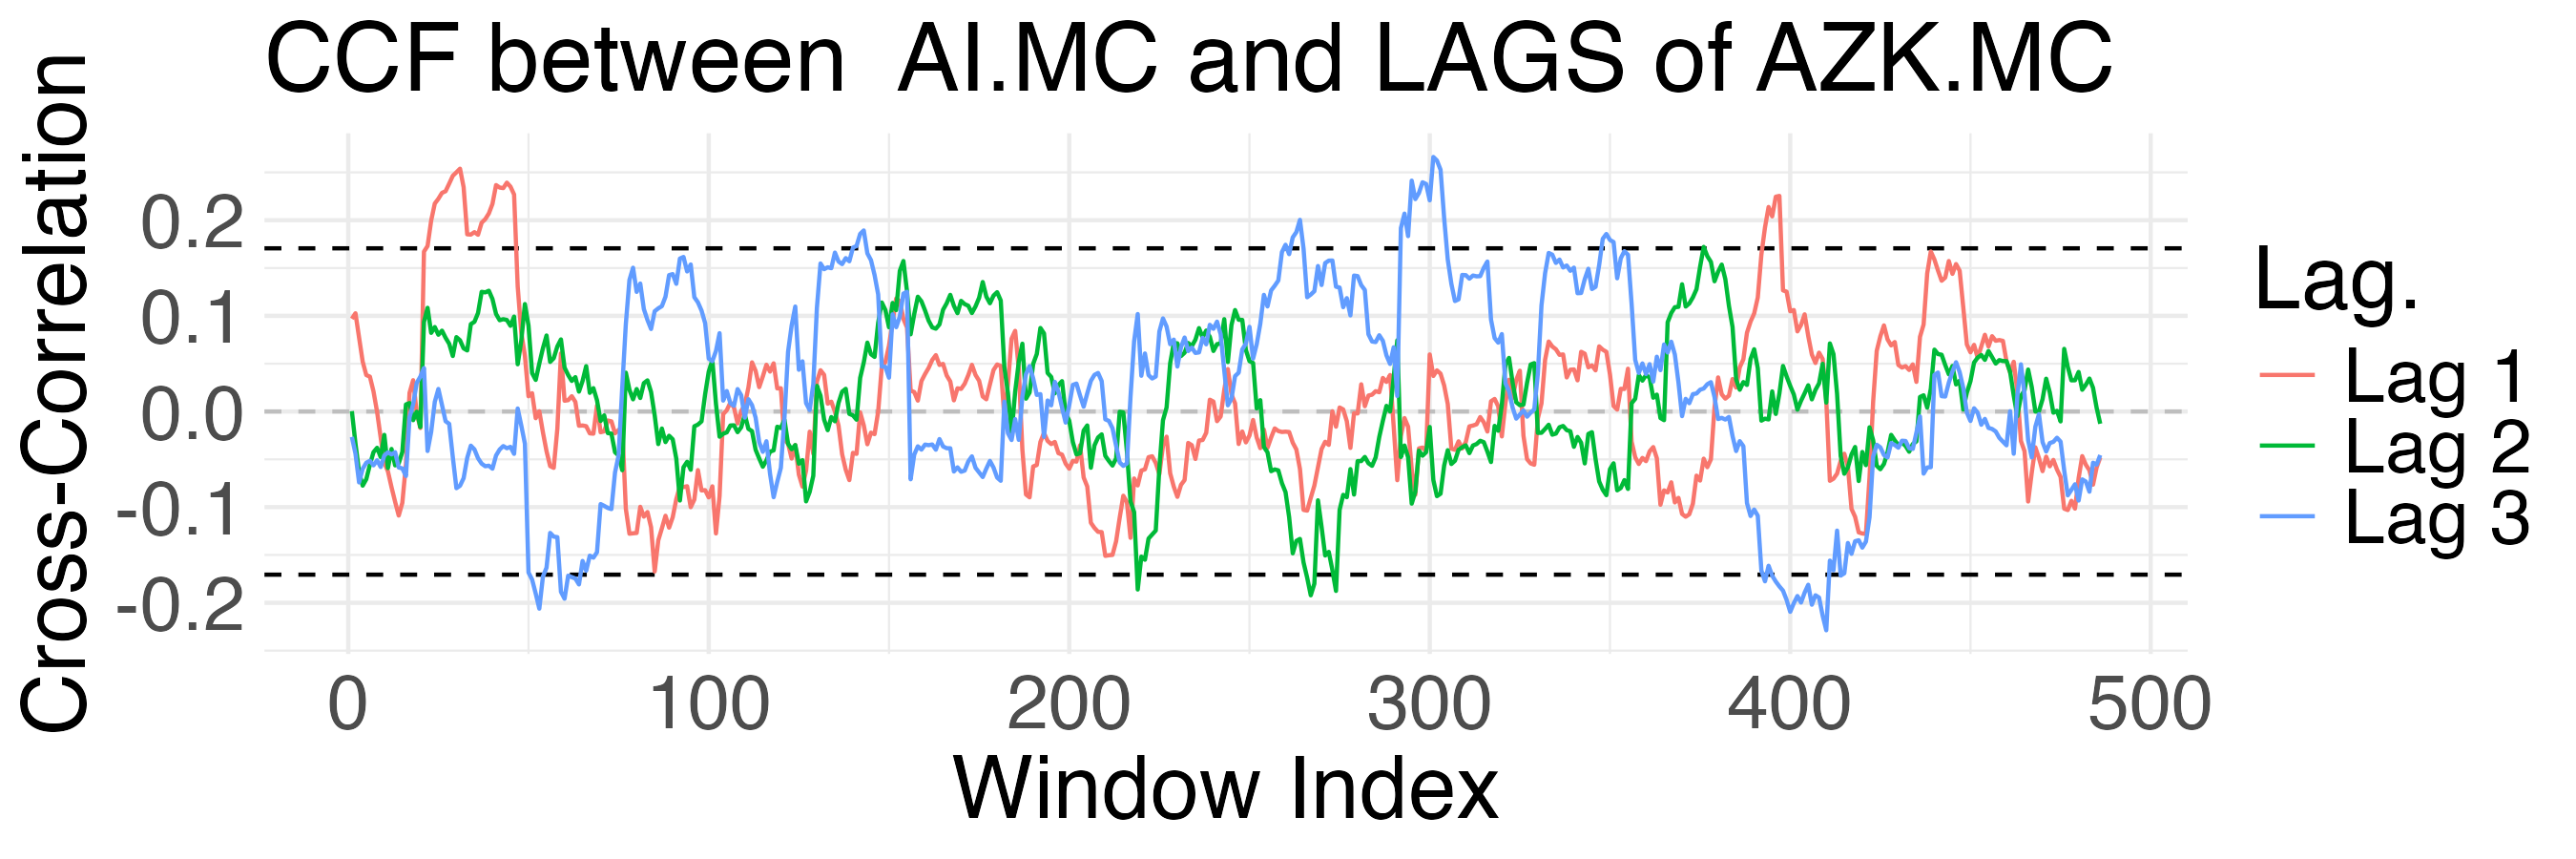 CCF between  AI.MC and LAGS of AZK.MC
Cross-Correlation
0.2
0.1
0.0
-0.1
-0.2
0 100 200 300 400 500
Window Index
Lag.
Lag 1
Lag 2
Lag 3